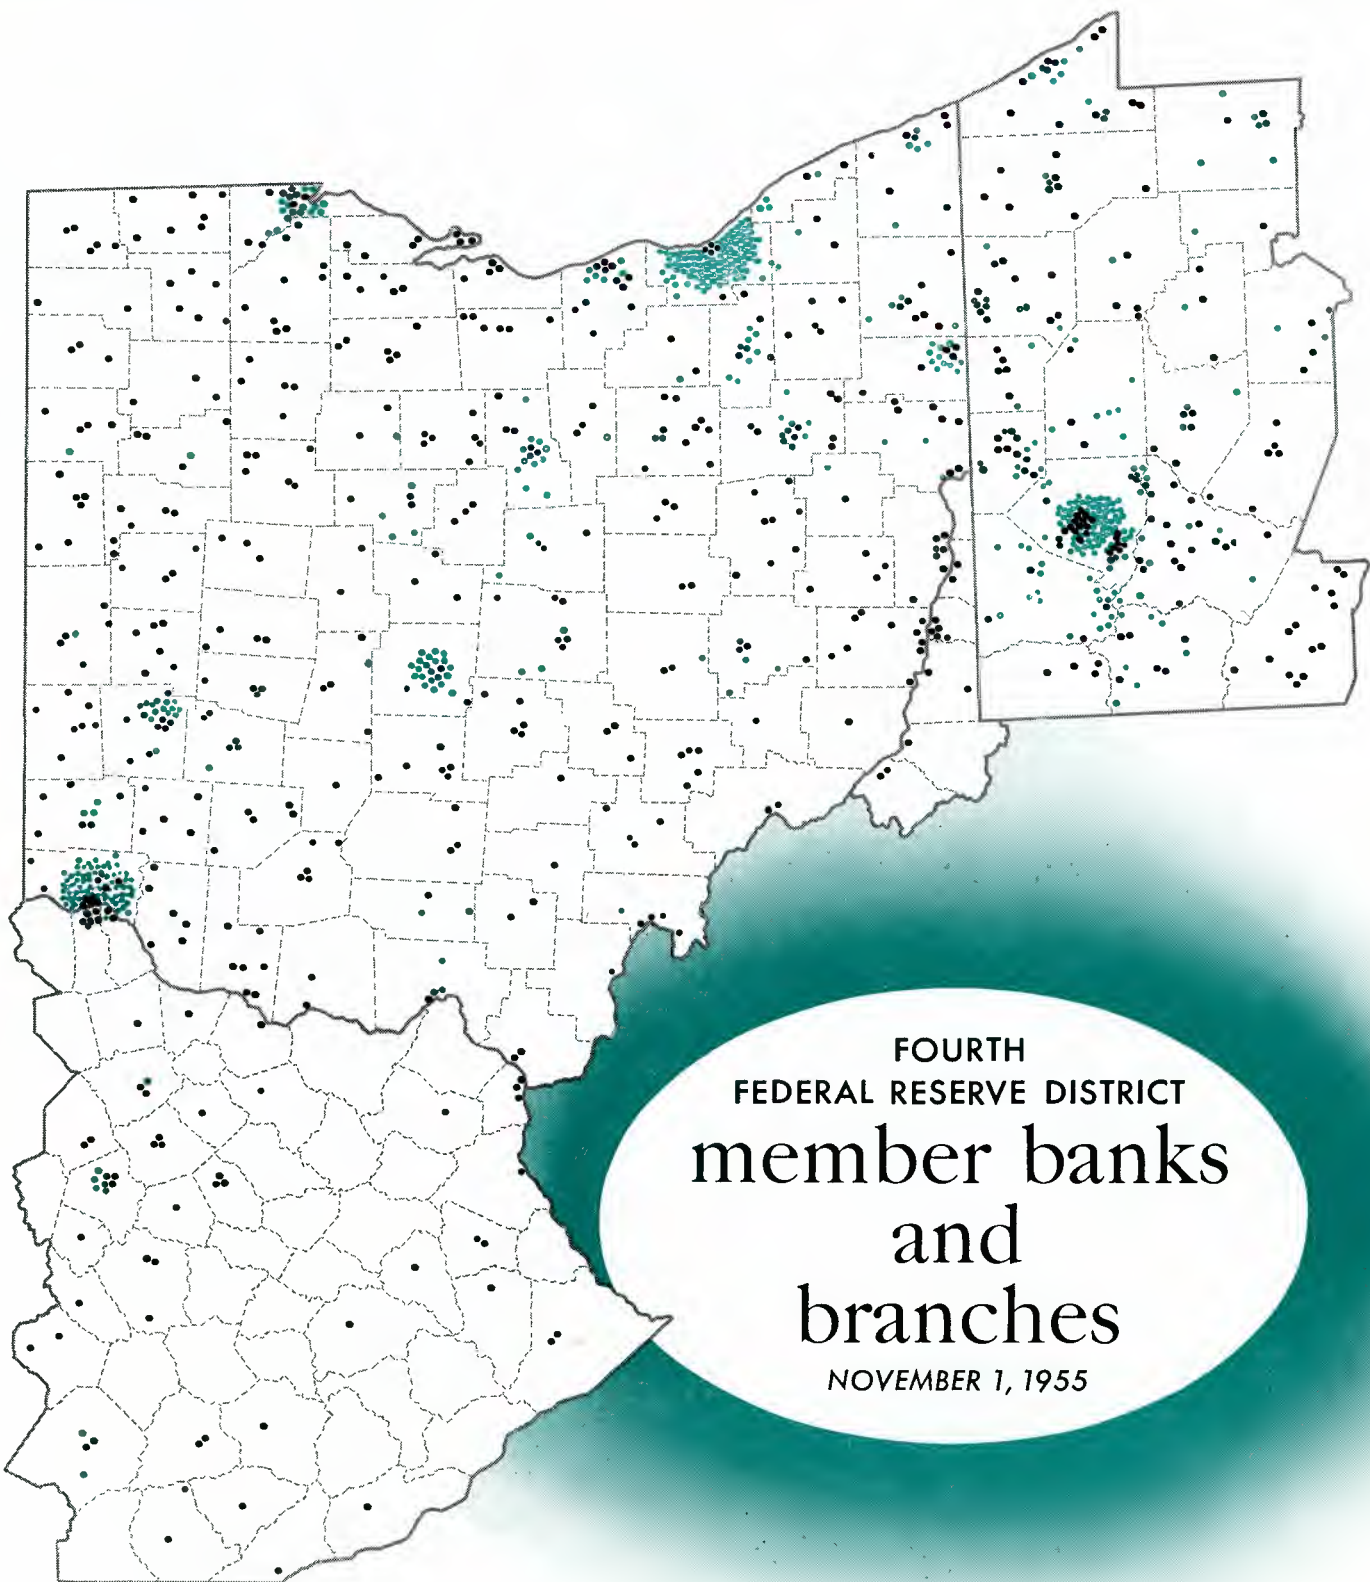 FOURTH
FEDERAL RESERVE DISTRICT
member banks
and
branches
NOVEMBER 1, 1955